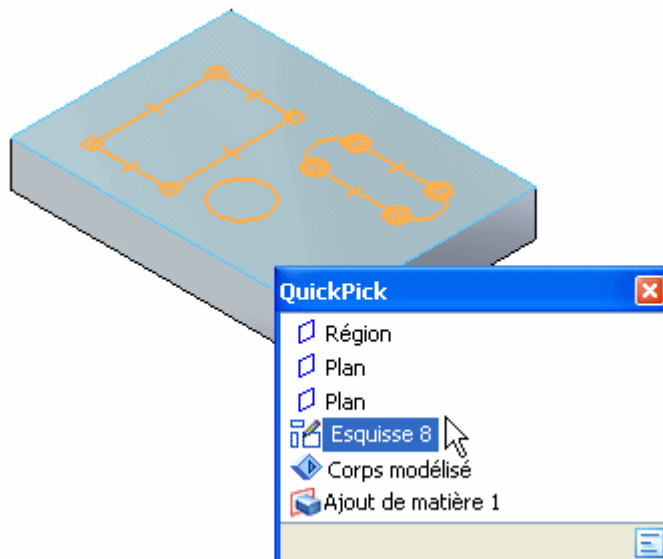 QuickPick
Région
Plan
Plan
Esquisse 8
Corps modélisé
Ajout de matière 1